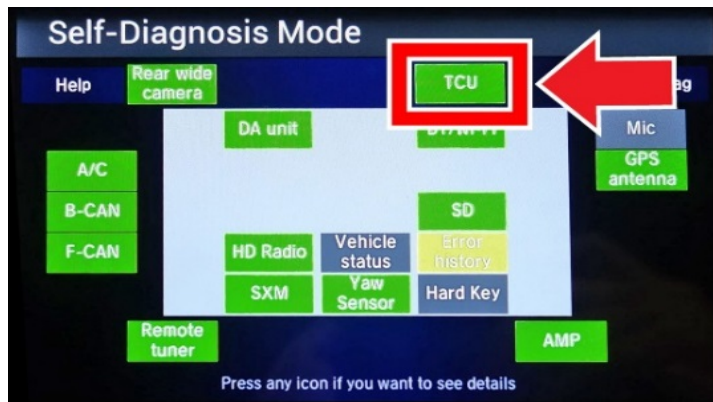 Self-Diagnosis Mode
Help
Rear wide
camera
TCU
DA unit
Mic
A/C
GPS
antenna
B-CAN
SD
F-CAN
HD Radio
Vehicle
status
Error
history
SXM
Yaw
Sensor
Hard Key
Remote
tuner
AMP
Press any icon if you want to see details